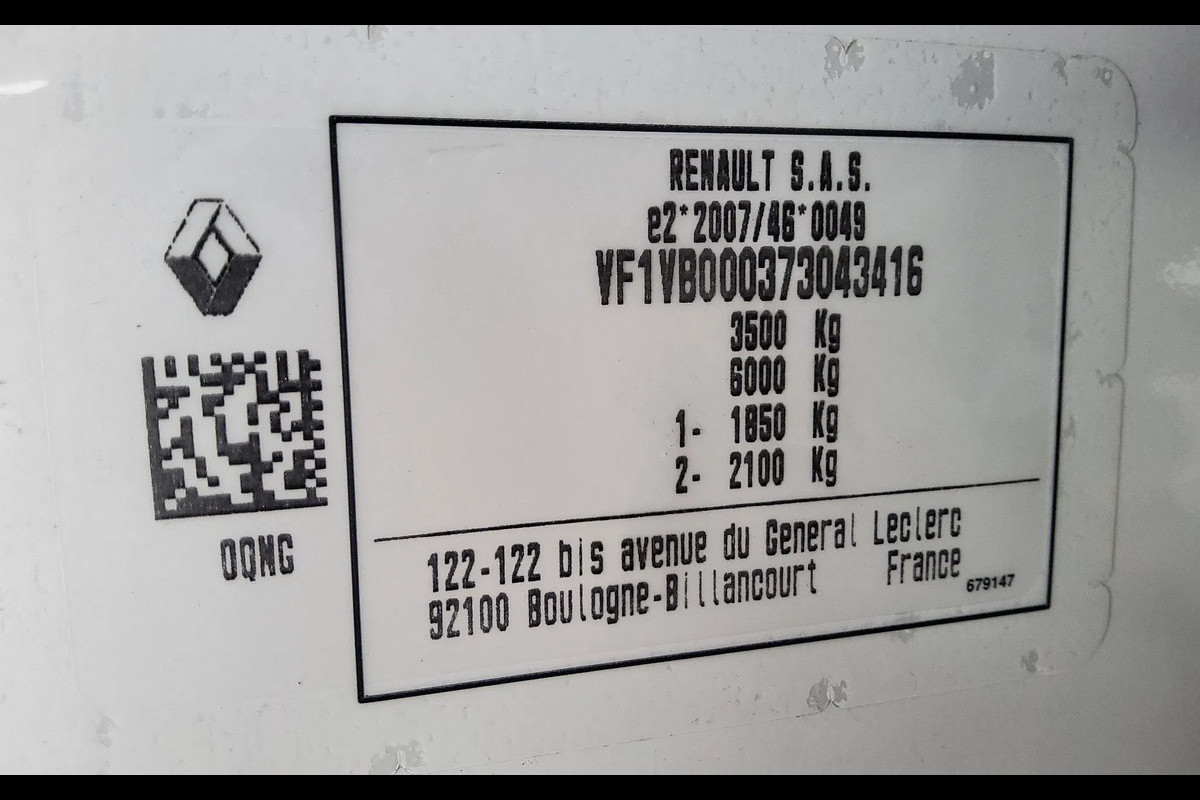 RENAULT S.A.S.
e2*2007/46*0049
VF1VB000373043416
3500 Kg
6000 Kg
1- 1850 Kg
2- 2100 Kg
OQMG
122-122 bis avenue du General Leclerc
92100 Boulogne-Billancourt France
679147